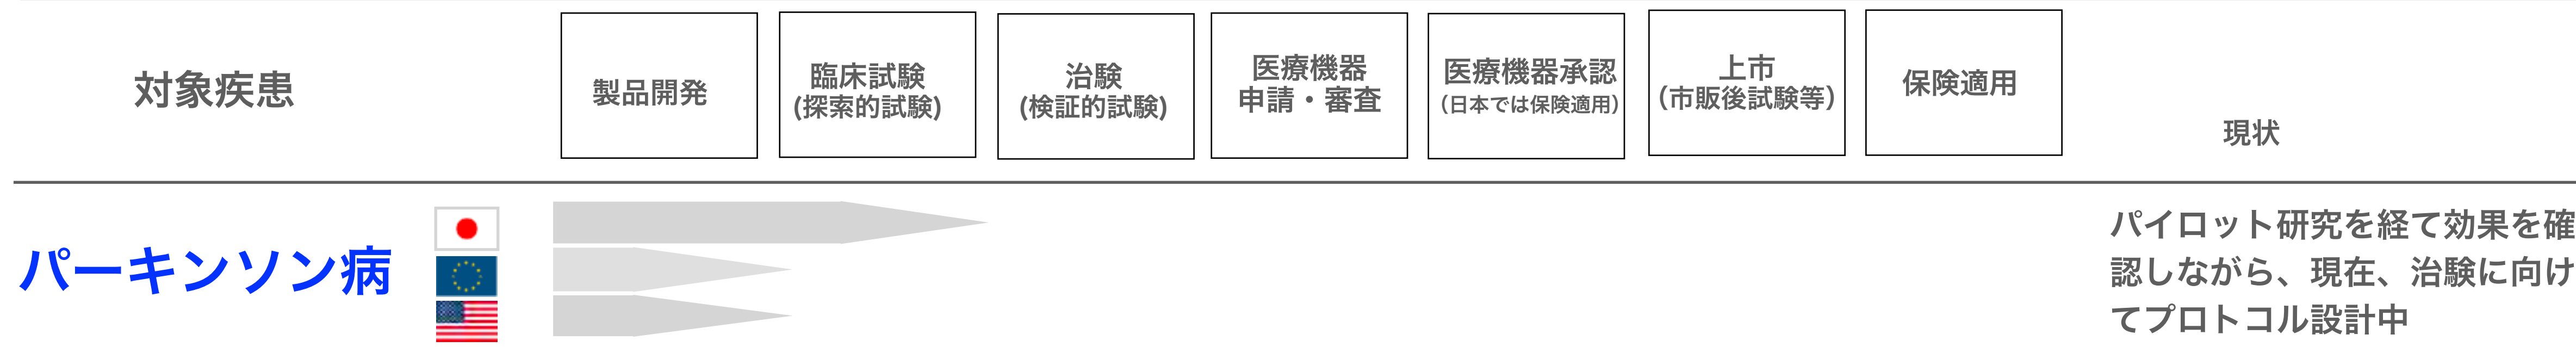 対象疾患
製品開発
臨床試験
(探索的試験)
治験
(検証的試験)
医療機器
申請・審査
医療機器承認
（日本では保険適用）
上市
（市販後試験等）
保険適用
現状
パーキンソン病
パイロット研究を経て効果を確
認しながら、現在、治験に向け
てプロトコル設計中